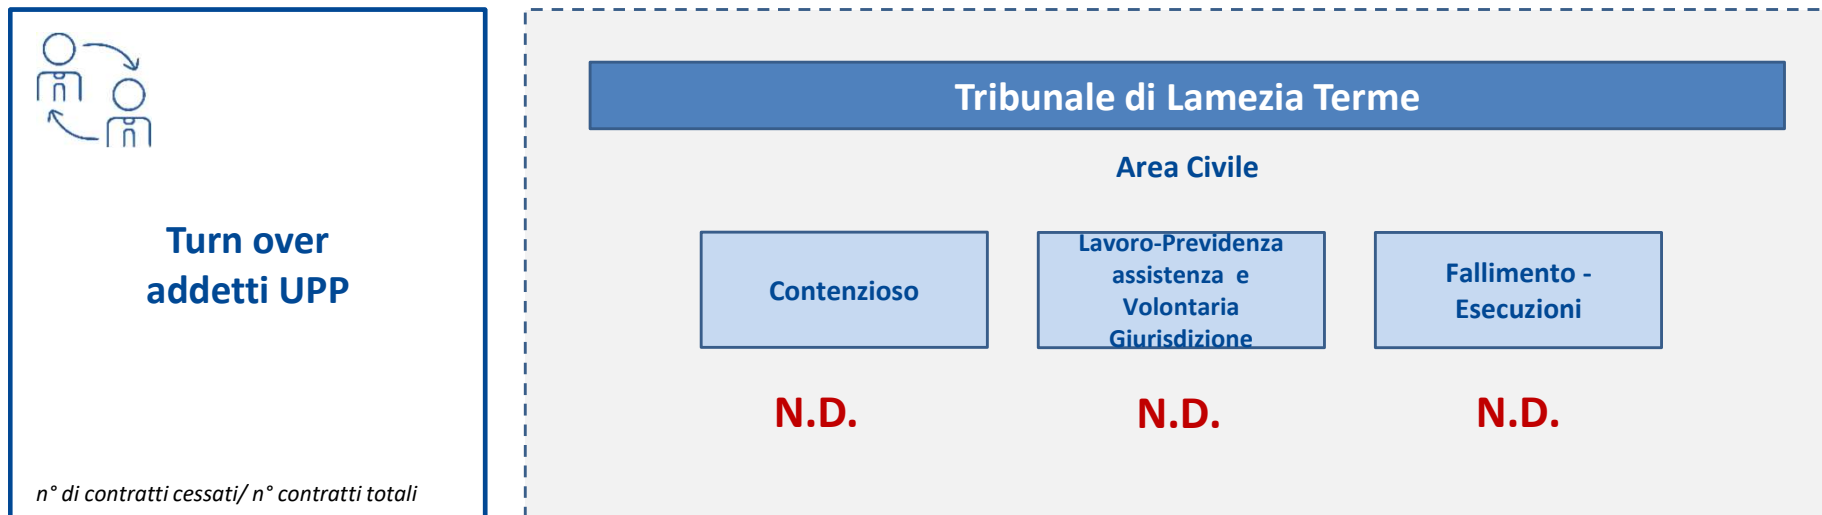 Turn over
addetti UPP
n° di contratti cessati/ n° contratti totali
Tribunale di Lamezia Terme
Area Civile
Contenzioso
Lavoro-Previdenza
assistenza e
Volontaria
Giurisdizione
Fallimento -
Esecuzioni
N.D.
N.D.
N.D.